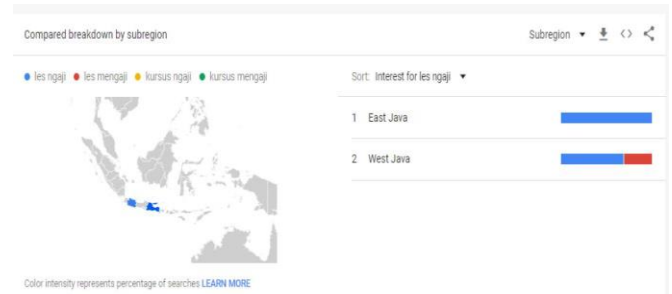 Compared breakdown by subregion
Subregion
les ngaji les mengaji kursus ngaji kursus mengaji
Sort: Interest for les ngaji
1 East Java
2 West Java
Color intensity represents percentage of searches LEARN MORE